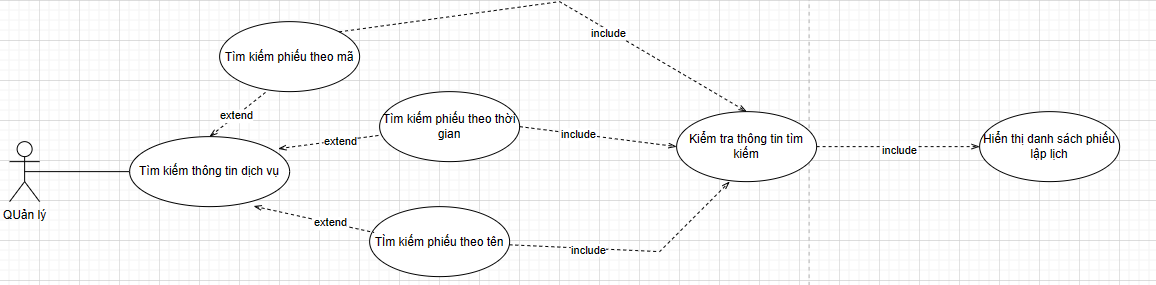 include
Tìm kiếm phiếu theo mã
extend
Tìm kiếm phiếu theo thời
gian
extend
include
Kiểm tra thông tin tìm
kiếm
include
Hiển thị danh sách phiếu
lập lịch
Tìm kiếm thông tin dịch vụ
QUản lý
extend
TÌm kiếm phiếu theo tên
include